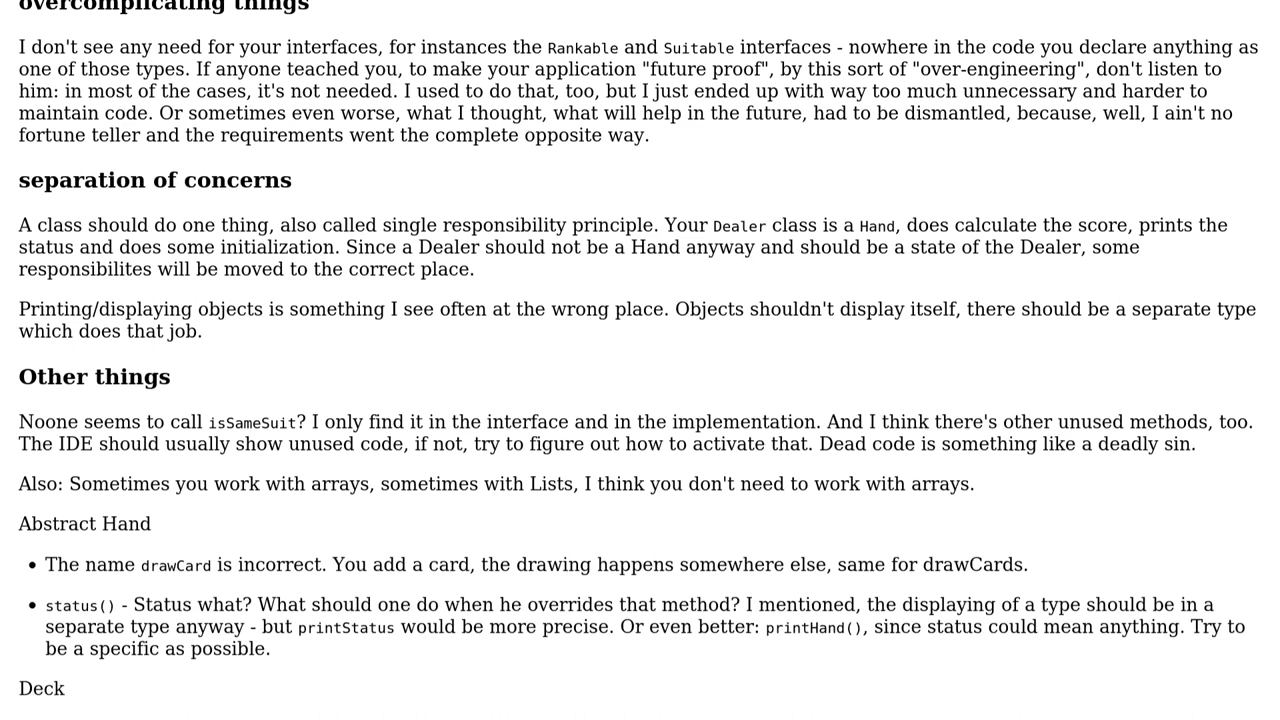 overcomplicating things
I don't see any need for your interfaces, for instances the Rankable and Suitable interfaces - nowhere in the code you declare anything as
one of those types. If anyone teached you, to make your application "future proof", by this sort of "over-engineering", don't listen to
him: in most of the cases, it's not needed. I used to do that, too, but I just ended up with way too much unnecessary and harder to
maintain code. Or sometimes even worse, what I thought, what will help in the future, had to be dismantled, because, well, I ain't no
fortune teller and the requirements went the complete opposite way.
separation of concerns
A class should do one thing, also called single responsibility principle. Your Dealer class is a Hand, does calculate the score, prints the
status and does some initialization. Since a Dealer should not be a Hand anyway and should be a state of the Dealer, some
responsibilites will be moved to the correct place.
Printing/displaying objects is something I see often at the wrong place. Objects shouldn't display itself, there should be a separate type
which does that job.
Other things
Noone seems to call isSameSuit? I only find it in the interface and in the implementation. And I think there's other unused methods, too.
The IDE should usually show unused code, if not, try to figure out how to activate that. Dead code is something like a deadly sin.
Also: Sometimes you work with arrays, sometimes with Lists, I think you don't need to work with arrays.
Abstract Hand
• The name drawCard is incorrect. You add a card, the drawing happens somewhere else, same for drawCards.
• status() - Status what? What should one do when he overrides that method? I mentioned, the displaying of a type should be in a
separate type anyway - but printStatus would be more precise. Or even better: printHand(), since status could mean anything. Try to
be a specific as possible.
Deck